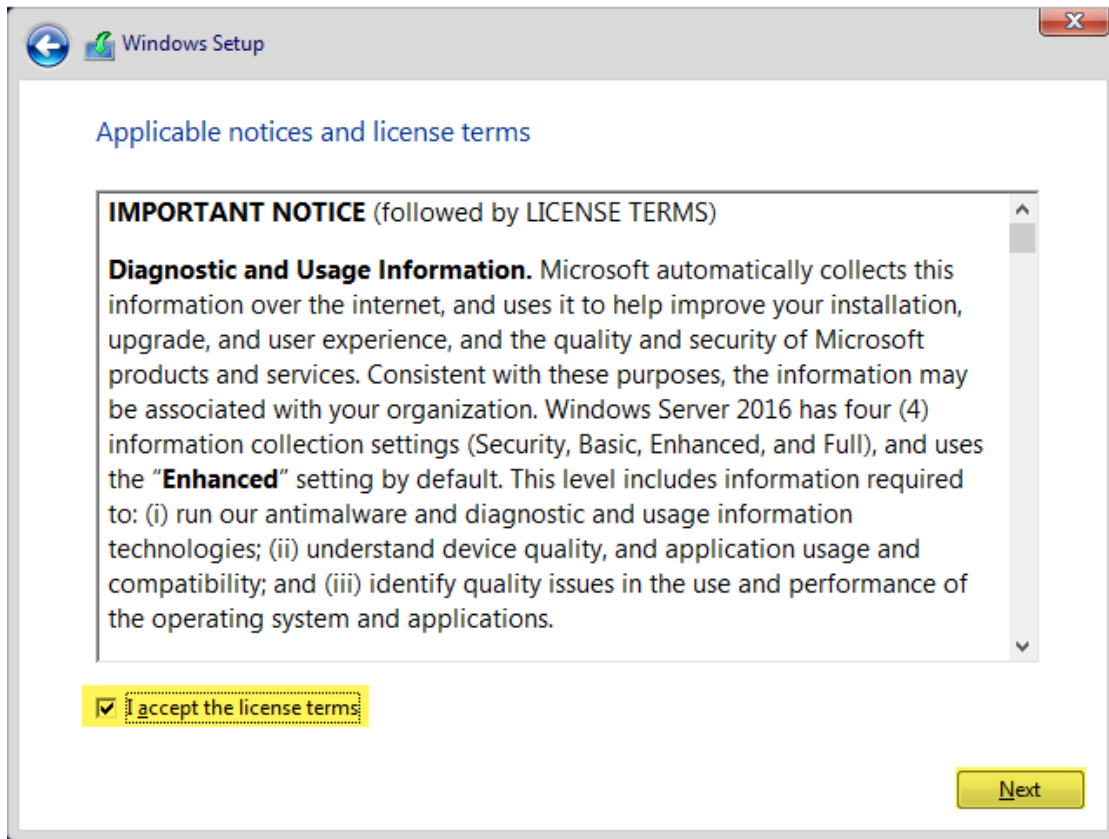 Windows Setup
Applicable notices and license terms
IMPORTANT NOTICE (followed by LICENSE TERMS)
Diagnostic and Usage Information. Microsoft automatically collects this
information over the internet, and uses it to help improve your installation,
upgrade, and user experience, and the quality and security of Microsoft
products and services. Consistent with these purposes, the information may
be associated with your organization. Windows Server 2016 has four (4)
information collection settings (Security, Basic, Enhanced, and Full), and uses
the “Enhanced” setting by default. This level includes information required
to: (i) run our antimalware and diagnostic and usage information
technologies; (ii) understand device quality, and application usage and
compatibility; and (iii) identify quality issues in the use and performance of
the operating system and applications.
I accept the license terms
Next